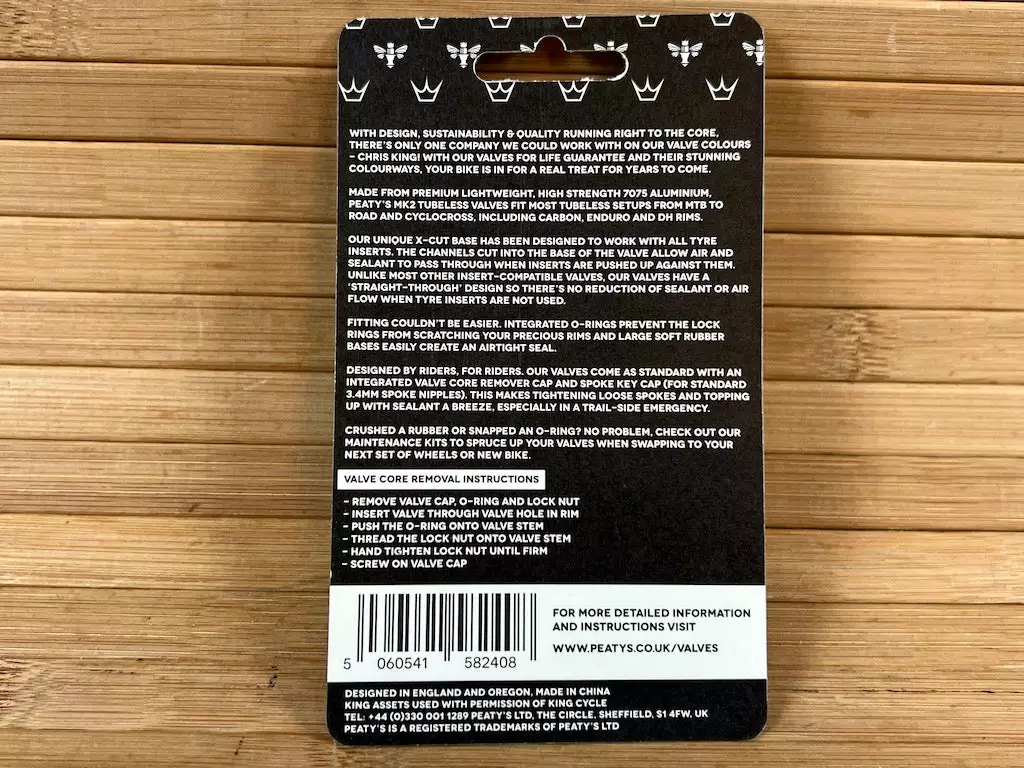 WITH DESIGN, SUSTAINABILITY & QUALITY RUNNING RIGHT TO THE CORE,
THERE'S ONLY ONE COMPANY WE COULD WORK WITH ON OUR VALVE COLOURS
– CHRIS KING! WITH OUR VALVES FOR LIFE GUARANTEE AND THEIR STUNNING
COLOURWAYS, YOUR BIKE IS IN FOR A REAL TREAT FOR YEARS TO COME.
MADE FROM PREMIUM LIGHTWEIGHT, HIGH STRENGTH 7075 ALUMINIUM,
PEATY'S MK2 TUBELESS VALVES FIT MOST TUBELESS SETUPS FROM MTB TO
ROAD AND CYCLOCROSS, INCLUDING CARBON, ENDURO AND DH RIMS.
OUR UNIQUE X-CUT BASE HAS BEEN DESIGNED TO WORK WITH ALL TYRE
INSERTS. THE CHANNELS CUT INTO THE BASE OF THE VALVE ALLOW AIR AND
SEALANT TO PASS THROUGH WHEN INSERTS ARE PUSHED UP AGAINST THEM.
UNLIKE MOST OTHER INSERT-COMPATIBLE VALVES, OUR VALVES HAVE A
'STRAIGHT-THROUGH' DESIGN SO THERE'S NO REDUCTION OF SEALANT OR AIR
FLOW WHEN TYRE INSERTS ARE NOT USED.
FITTING COULDN'T BE EASIER. INTEGRATED O-RINGS PREVENT THE LOCK
RINGS FROM SCRATCHING YOUR PRECIOUS RIMS AND LARGE SOFT RUBBER
BASES EASILY CREATE AN AIRTIGHT SEAL.
DESIGNED BY RIDERS, FOR RIDERS. OUR VALVES COME AS STANDARD WITH AN
INTEGRATED VALVE CORE REMOVER CAP AND SPOKE KEY CAP (FOR STANDARD
3.4MM SPOKE NIPPLES). THIS MAKES TIGHTENING LOOSE SPOKES AND TOPPING
UP WITH SEALANT A BREEZE, ESPECIALLY IN A TRAIL-SIDE EMERGENCY.
CRUSHED A RUBBER OR SNAPPED AN O-RING? NO PROBLEM, CHECK OUT OUR
MAINTENANCE KITS TO SPRUCE UP YOUR VALVES WHEN SWAPPING TO YOUR
NEXT SET OF WHEELS OR NEW BIKE.
VALVE CORE REMOVAL INSTRUCTIONS
– REMOVE VALVE CAP, O-RING AND LOCK NUT
– INSERT VALVE THROUGH VALVE HOLE IN RIM
– PUSH THE O-RING ONTO VALVE STEM
– THREAD THE LOCK NUT ONTO VALVE STEM
– HAND TIGHTEN LOCK NUT UNTIL FIRM
– SCREW ON VALVE CAP
5 060541 582408
FOR MORE DETAILED INFORMATION
AND INSTRUCTIONS VISIT
WWW.PEATYS.CO.UK/VALVES
DESIGNED IN ENGLAND AND OREGON, MADE IN CHINA
KING ASSETS USED WITH PERMISSION OF KING CYCLE
TEL: +44 (0)330 001 1289 PEATY'S LTD, THE CIRCLE, SHEFFIELD, S1 4FW, UK
PEATY'S IS A REGISTERED TRADEMARKS OF PEATY'S LTD